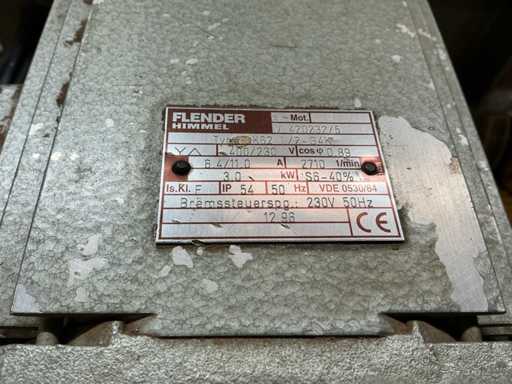 FLENDER ~ Mot.
HIMMEL 420232/5
Y△ 400/230 V cos φ 0.89
6.4/11.0 A 2710 1/min
3.0 kW S6-40%
Is.Kl. F IP 54 50 Hz VDE 0530/84
Bremssteuerspg.: 230V 50Hz
12.96 CE